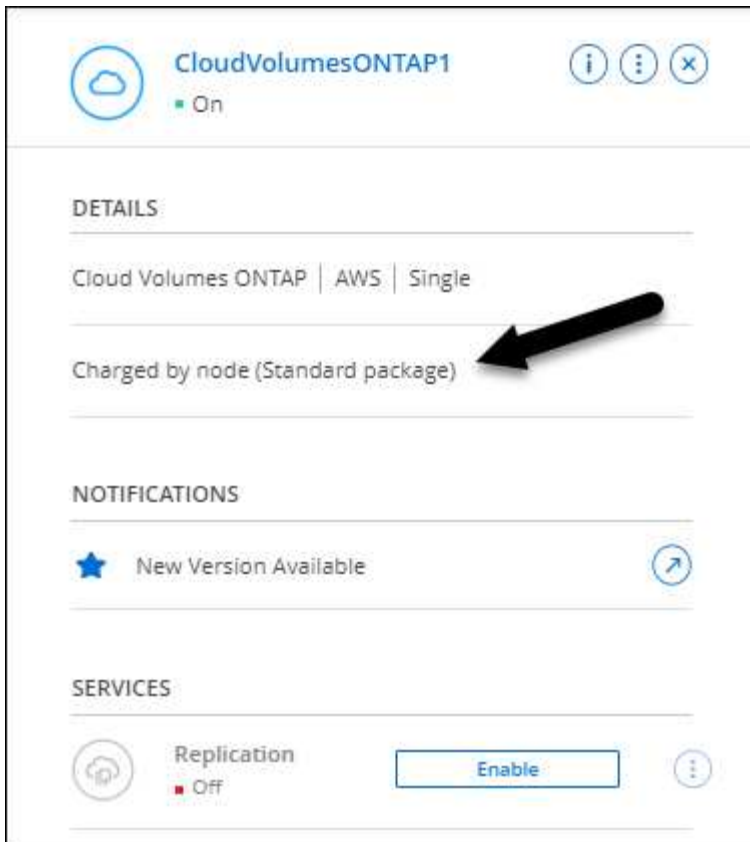 CloudVolumesONTAP1
On
DETAILS
Cloud Volumes ONTAP | AWS | Single
Charged by node (Standard package)
NOTIFICATIONS
New Version Available
SERVICES
Replication
Enable
Off